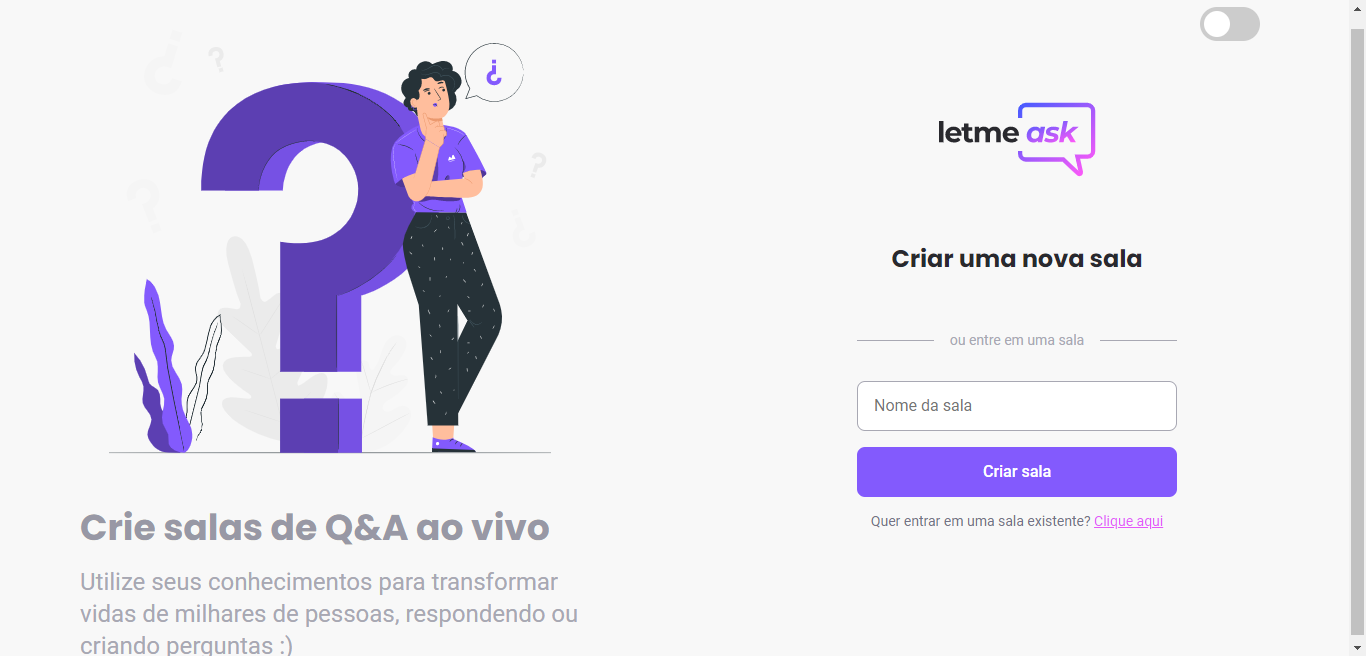 letme ask
Criar uma nova sala
ou entre em uma sala
Nome da sala
Criar sala
Quer entrar em uma sala existente? Clique aqui
Crie salas de Q&A ao vivo
Utilize seus conhecimentos para transformar
vidas de milhares de pessoas, respondendo ou
criando perguntas :)